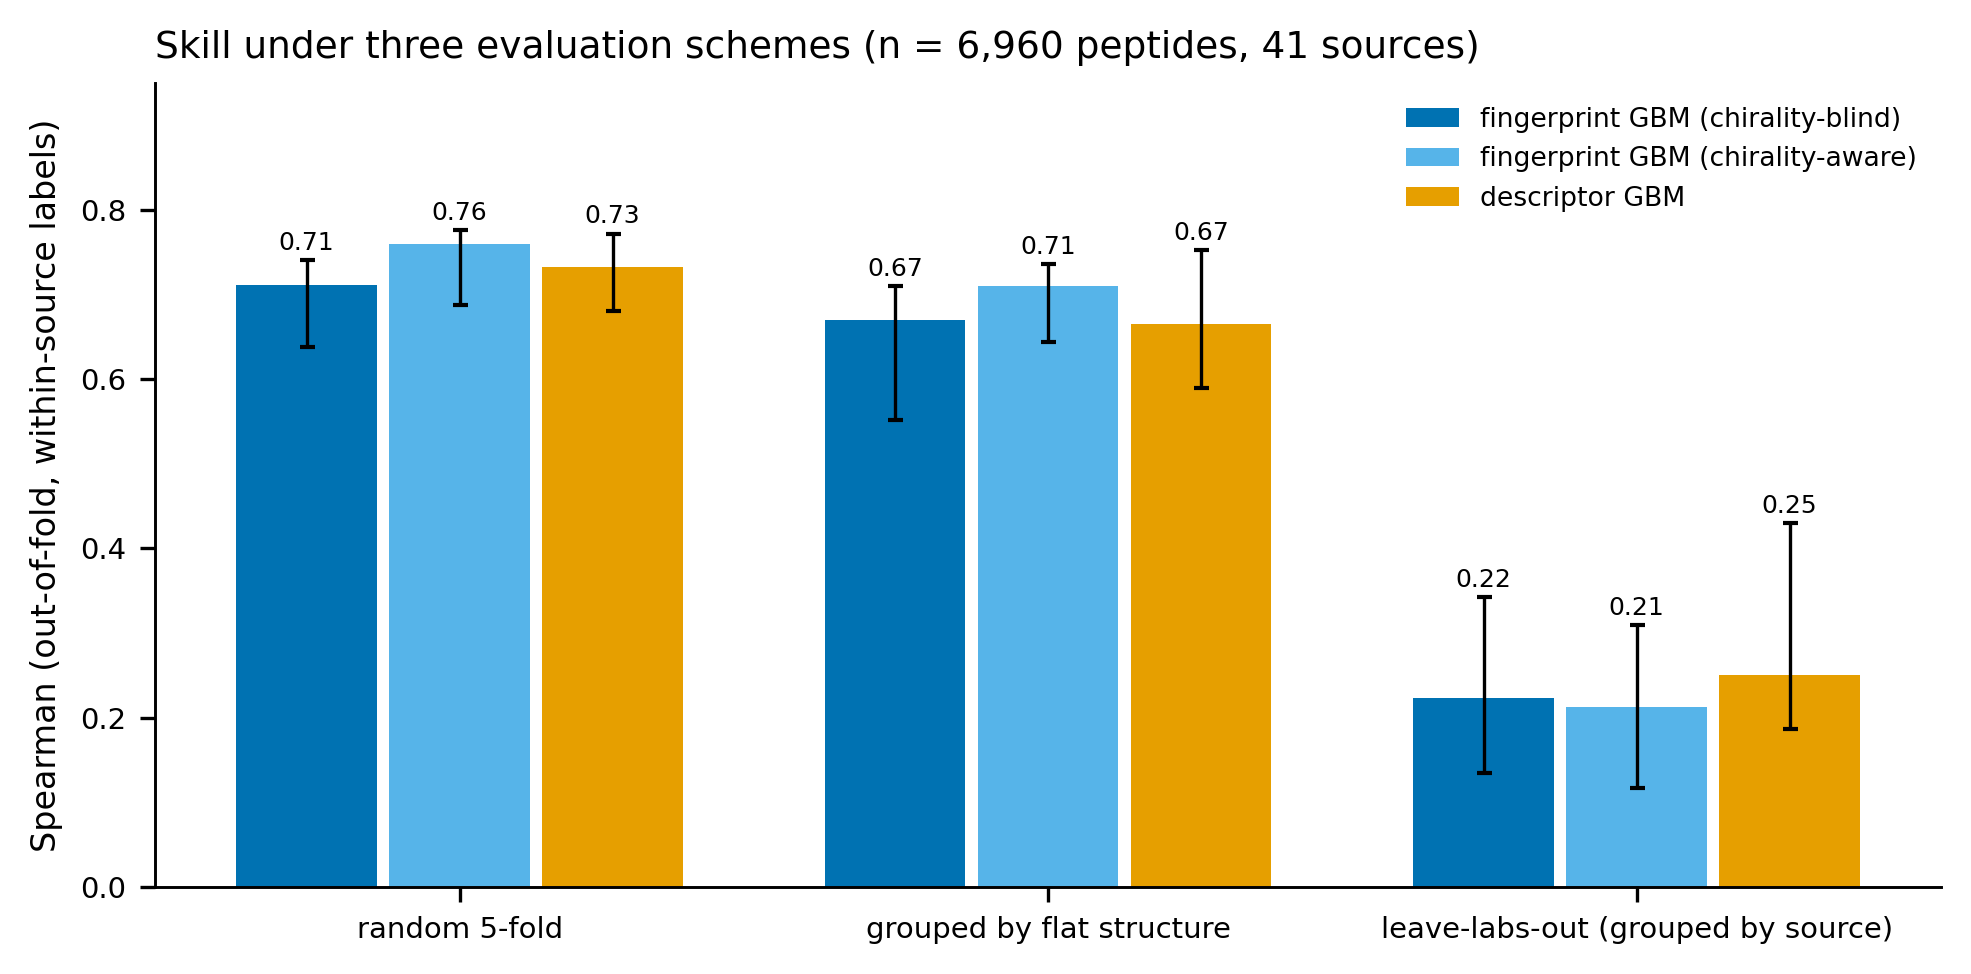 Skill under three evaluation schemes (n = 6,960 peptides, 41 sources)
fingerprint GBM (chirality-blind)
fingerprint GBM (chirality-aware)
descriptor GBM
Spearman (out-of-fold, within-source labels)
0.8
0.6
0.4
0.2
0.0
0.71
0.76
0.73
0.67
0.71
0.67
0.22
0.21
0.25
random 5-fold
grouped by flat structure
leave-labs-out (grouped by source)